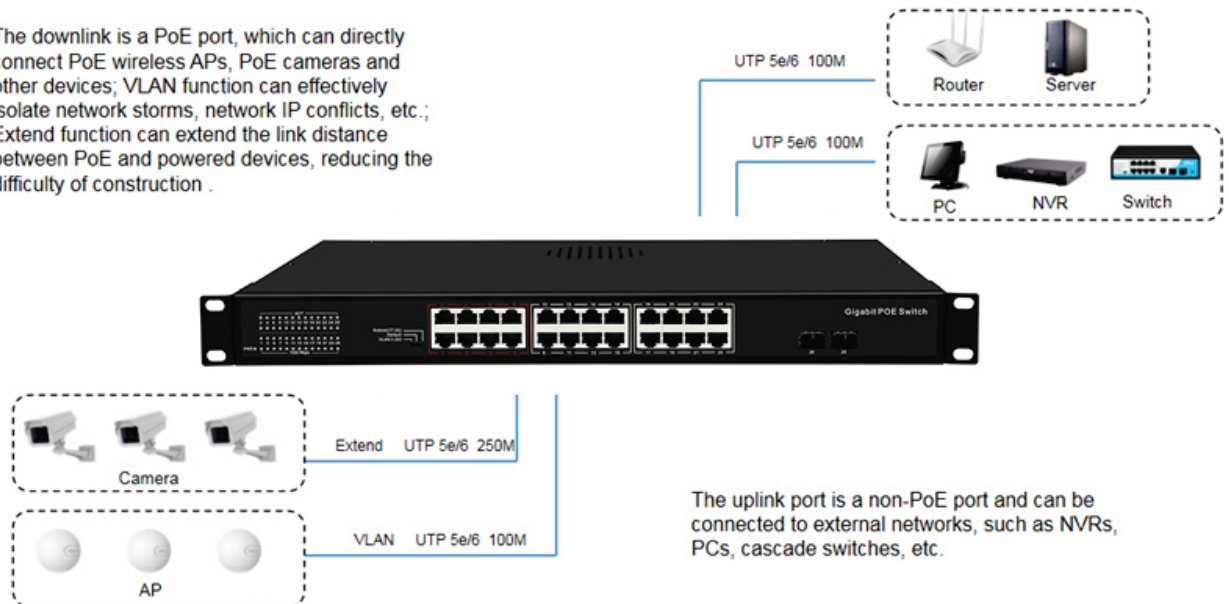 The downlink is a PoE port, which can directly
connect PoE wireless APs, PoE cameras and
other devices; VLAN function can effectively
isolate network storms, network IP conflicts, etc.;
Extend function can extend the link distance
between PoE and powered devices, reducing the
difficulty of construction .
UTP 5e/6 100M
Router Server
UTP 5e/6 100M
PC NVR Switch
Gigabit POE Switch
Extend UTP 5e/6 250M
Camera
VLAN UTP 5e/6 100M
AP
The uplink port is a non-PoE port and can be
connected to external networks, such as NVRs,
PCs, cascade switches, etc.